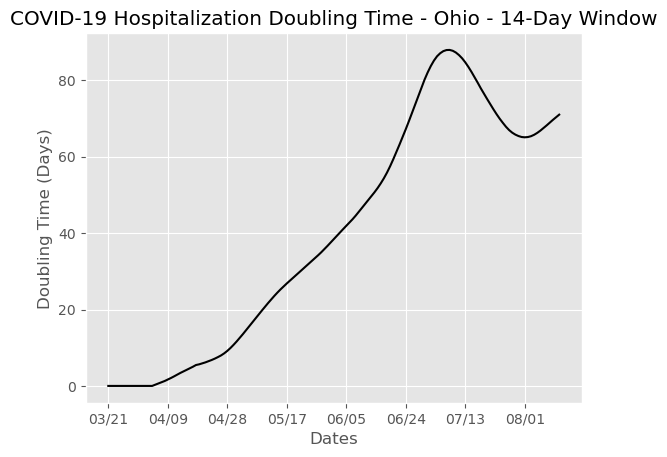 COVID-19 Hospitalization Doubling Time - Ohio - 14-Day Window
Doubling Time (Days)
80
60
40
20
0
03/21 04/09 04/28 05/17 06/05 06/24 07/13 08/01
Dates